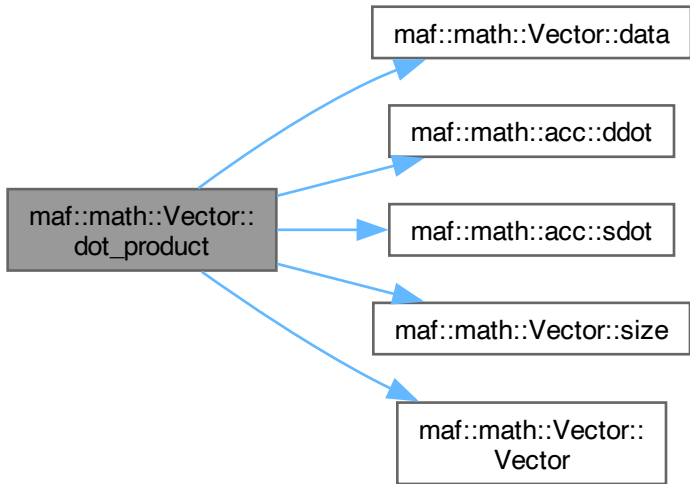 maf::math::Vector::data
maf::math::acc::ddot
maf::math::Vector::
dot_product
maf::math::acc::sdot
maf::math::Vector::size
maf::math::Vector::
Vector